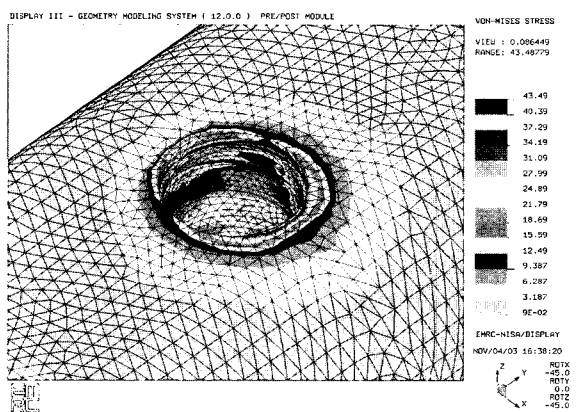 DISPLAY III - GEOMETRY MODELING SYSTEM ( 12.0.0 ) PRE/POST MODULE
VON-MISES STRESS
VIEW : 0.086449
RANGE: 43.48779
43.49
40.39
37.29
34.19
31.09
27.99
24.89
21.79
18.69
15.59
12.49
9.387
6.287
3.187
9E-02
EMRC-NISA/DISPLAY
NOV/04/03 16:38:20
ROTX
-45.0
ROTY
0.0
ROTZ
-45.0
Z
Y
X